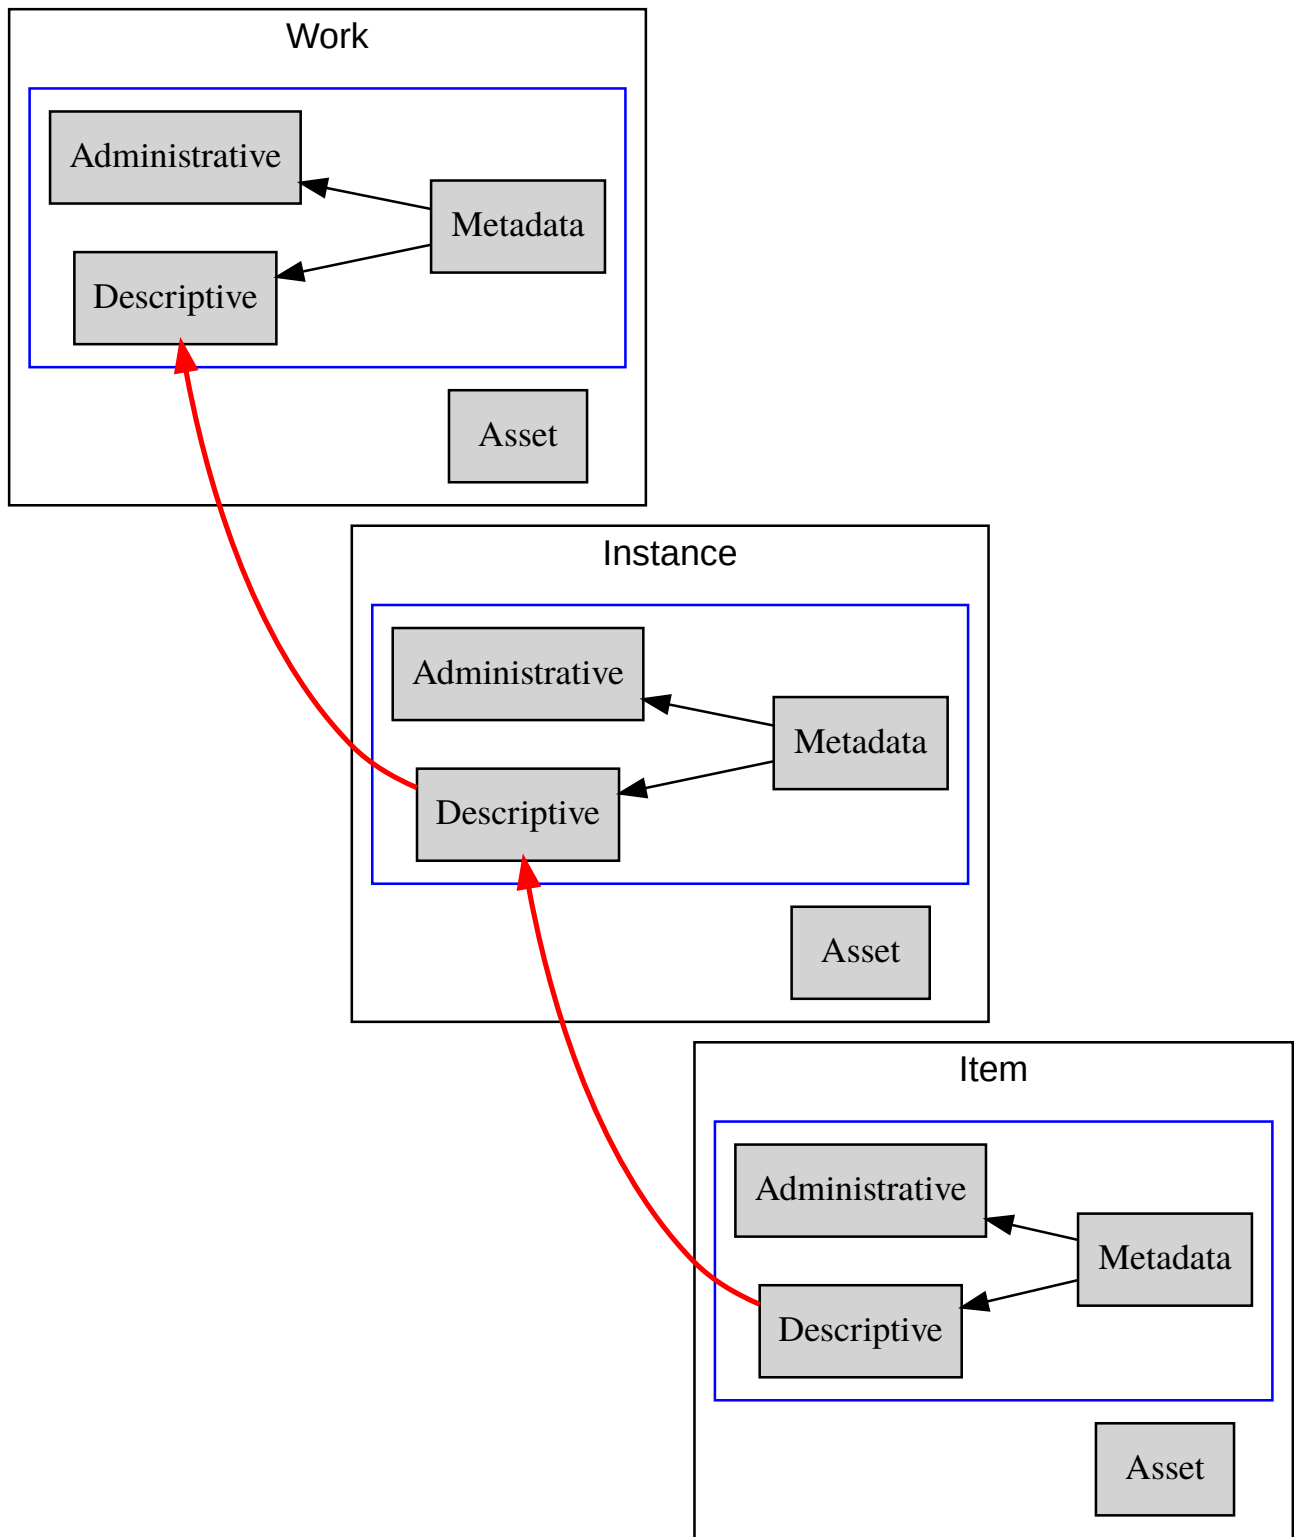 Work
Administrative
Metadata
Descriptive
Asset
Instance
Administrative
Metadata
Descriptive
Asset
Item
Administrative
Metadata
Descriptive
Asset